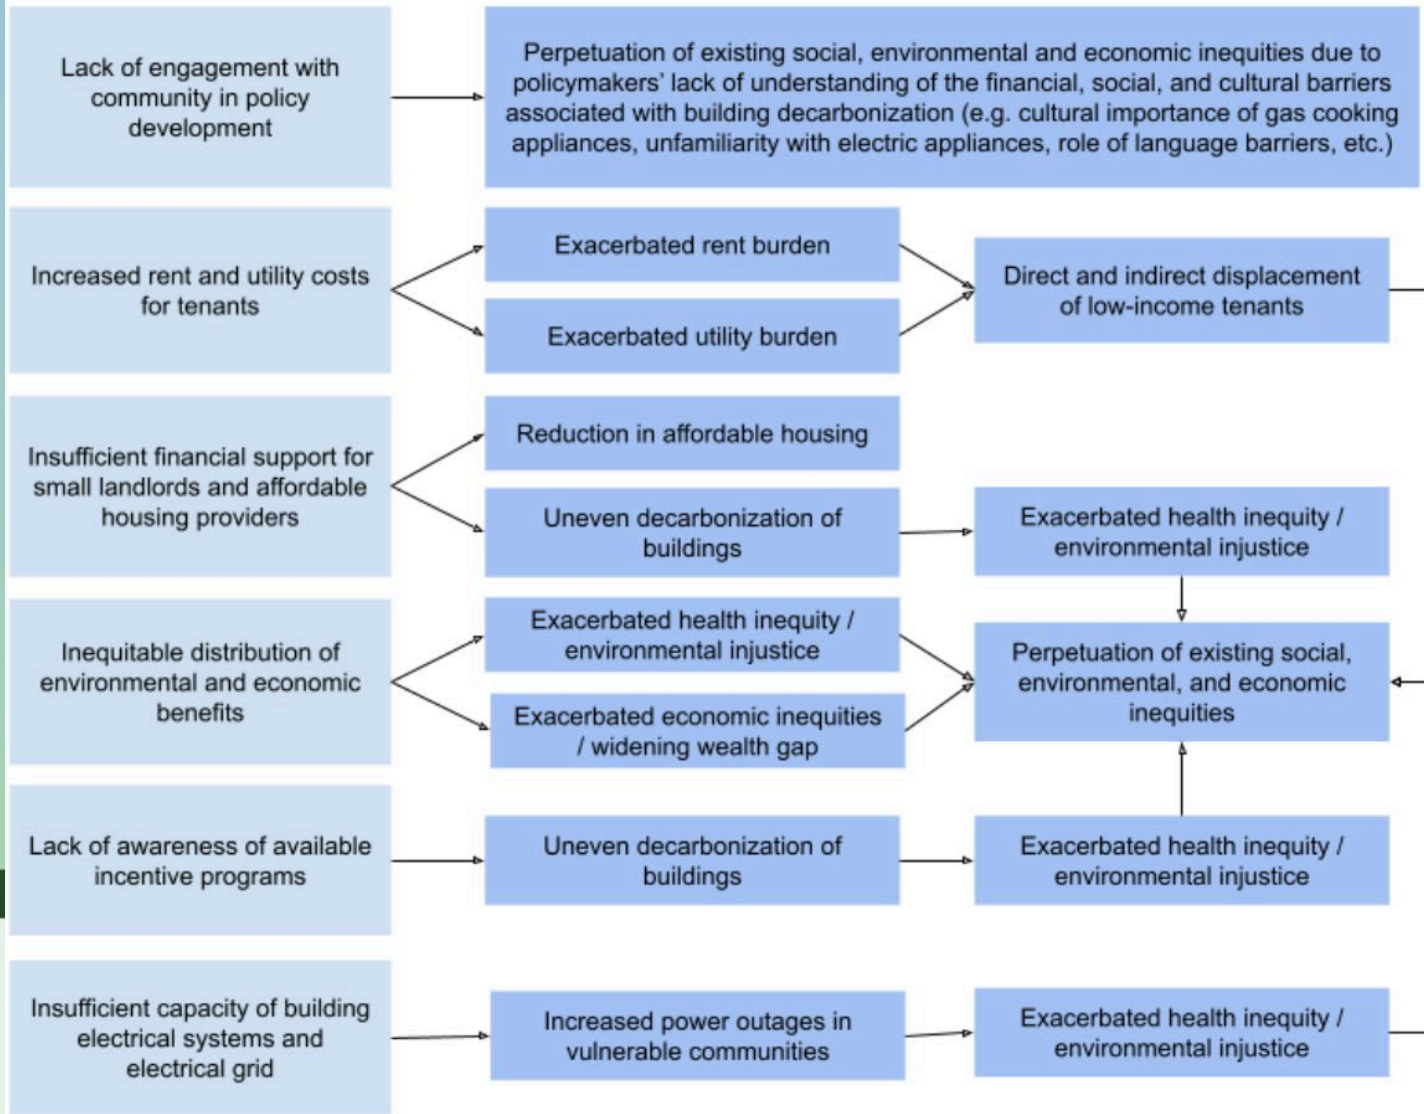 Lack of engagement with
community in policy
development
Perpetuation of existing social, environmental and economic inequities due to
policymakers' lack of understanding of the financial, social, and cultural barriers
associated with building decarbonization (e.g. cultural importance of gas cooking
appliances, unfamiliarity with electric appliances, role of language barriers, etc.)
Increased rent and utility costs
for tenants
Exacerbated rent burden
Exacerbated utility burden
Direct and indirect displacement
of low-income tenants
Insufficient financial support for
small landlords and affordable
housing providers
Reduction in affordable housing
Uneven decarbonization of
buildings
Exacerbated health inequity /
environmental injustice
Inequitable distribution of
environmental and economic
benefits
Exacerbated health inequity /
environmental injustice
Exacerbated economic inequities
/ widening wealth gap
Perpetuation of existing social,
environmental, and economic
inequities
Lack of awareness of available
incentive programs
Uneven decarbonization of
buildings
Exacerbated health inequity /
environmental injustice
Insufficient capacity of building
electrical systems and
electrical grid
Increased power outages in
vulnerable communities
Exacerbated health inequity /
environmental injustice